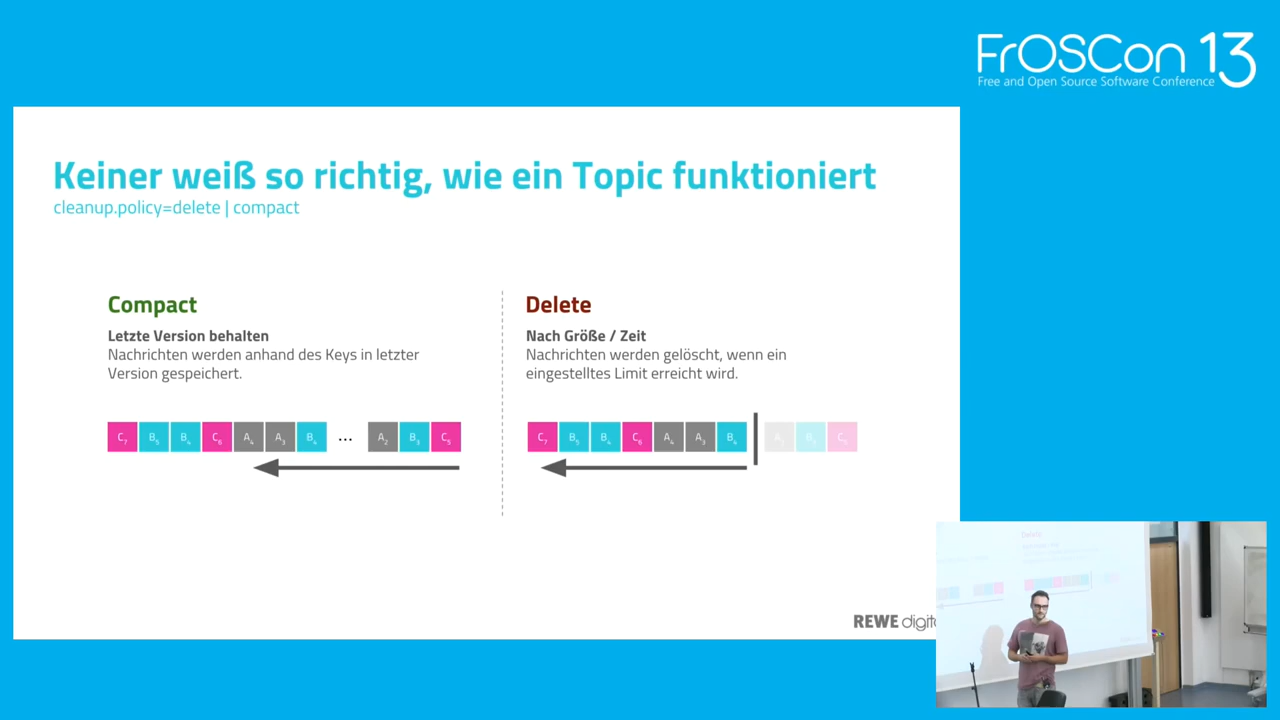 FrOSCon 13
Free and Open Source Software Conference
Keiner weiß so richtig, wie ein Topic funktioniert
cleanup.policy=delete | compact
Compact
Letzte Version behalten
Nachrichten werden anhand des Keys in letzter
Version gespeichert.
C7 B5 B4 C6 A4 A3 B4 ... A2 B3 C5
Delete
Nach Größe / Zeit
Nachrichten werden gelöscht, wenn ein
eingestelltes Limit erreicht wird.
C7 B5 B4 C6 A4 A3 B4
REWE